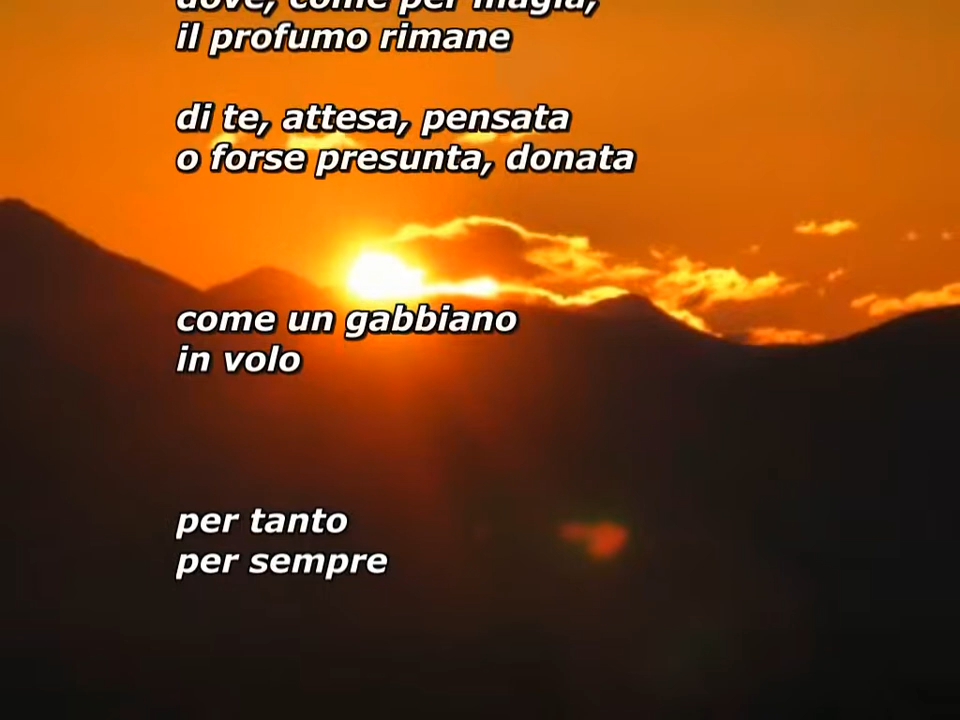 dove, come per magia,
il profumo rimane
di te, attesa, pensata
o forse presunta, donata
come un gabbiano
in volo
per tanto
per sempre